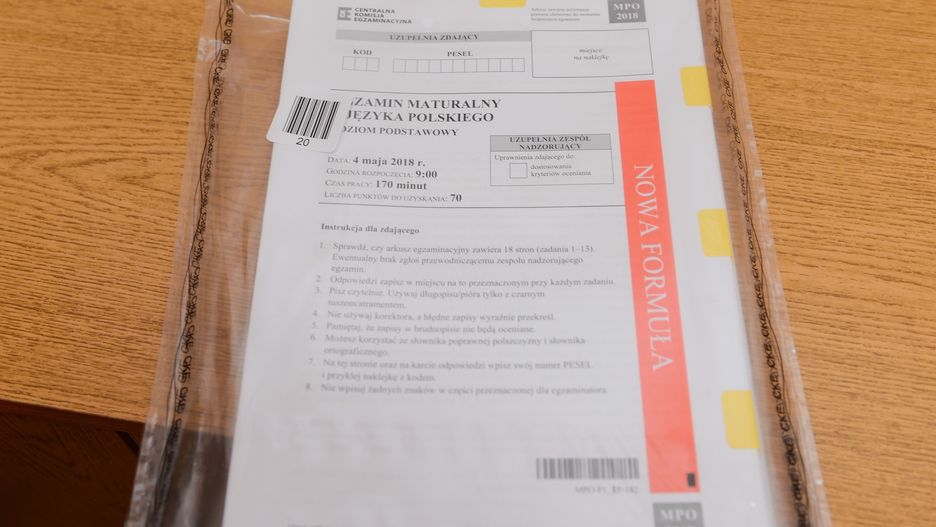 CENTRALNA
KOMISJA
EGZAMINACYJNA
MPO
2018
UZUPEŁNIA ZDAJĄCY
KOD PESEL
miejsce
na naklejkę
ZAMIN MATURALNY
JĘZYKA POLSKIEGO
ZIOM PODSTAWOWY
20
DATA: 4 maja 2018 r.
GODZINA ROZPOCZĘCIA: 9:00
CZAS PRACY: 170 minut
LICZBA PUNKTÓW DO UZYSKANIA: 70
UZUPEŁNIA ZESPÓŁ
NADZORUJĄCY
Uprawnienia zdającego do:
dostosowania
kryteriów oceniania
NOWA FORMUŁA
Instrukcja dla zdającego
1. Sprawdź, czy arkusz egzaminacyjny zawiera 18 stron (zadania 1–13).
Ewentualny brak zgłoś przewodniczącemu zespołu nadzorującego
egzamin.
2. Odpowiedzi zapisz w miejscu na to przeznaczonym przy każdym zadaniu.
3. Pisz czytelnie. Używaj długopisu/pióra tylko z czarnym
tuszem/atramentem.
4. Nie używaj korektora, a błędne zapisy wyraźnie przekreśl.
5. Pamiętaj, że zapisy w brudnopisie nie będą oceniane.
6. Możesz korzystać ze słownika poprawnej polszczyzny i słownika
ortograficznego.
7. Na tej stronie oraz na karcie odpowiedzi wpisz swój numer PESEL
i przyklej naklejkę z kodem.
8. Nie wpisuj żadnych znaków w części przeznaczonej dla egzaminatora.
MPO-P1_1P-182
MPO